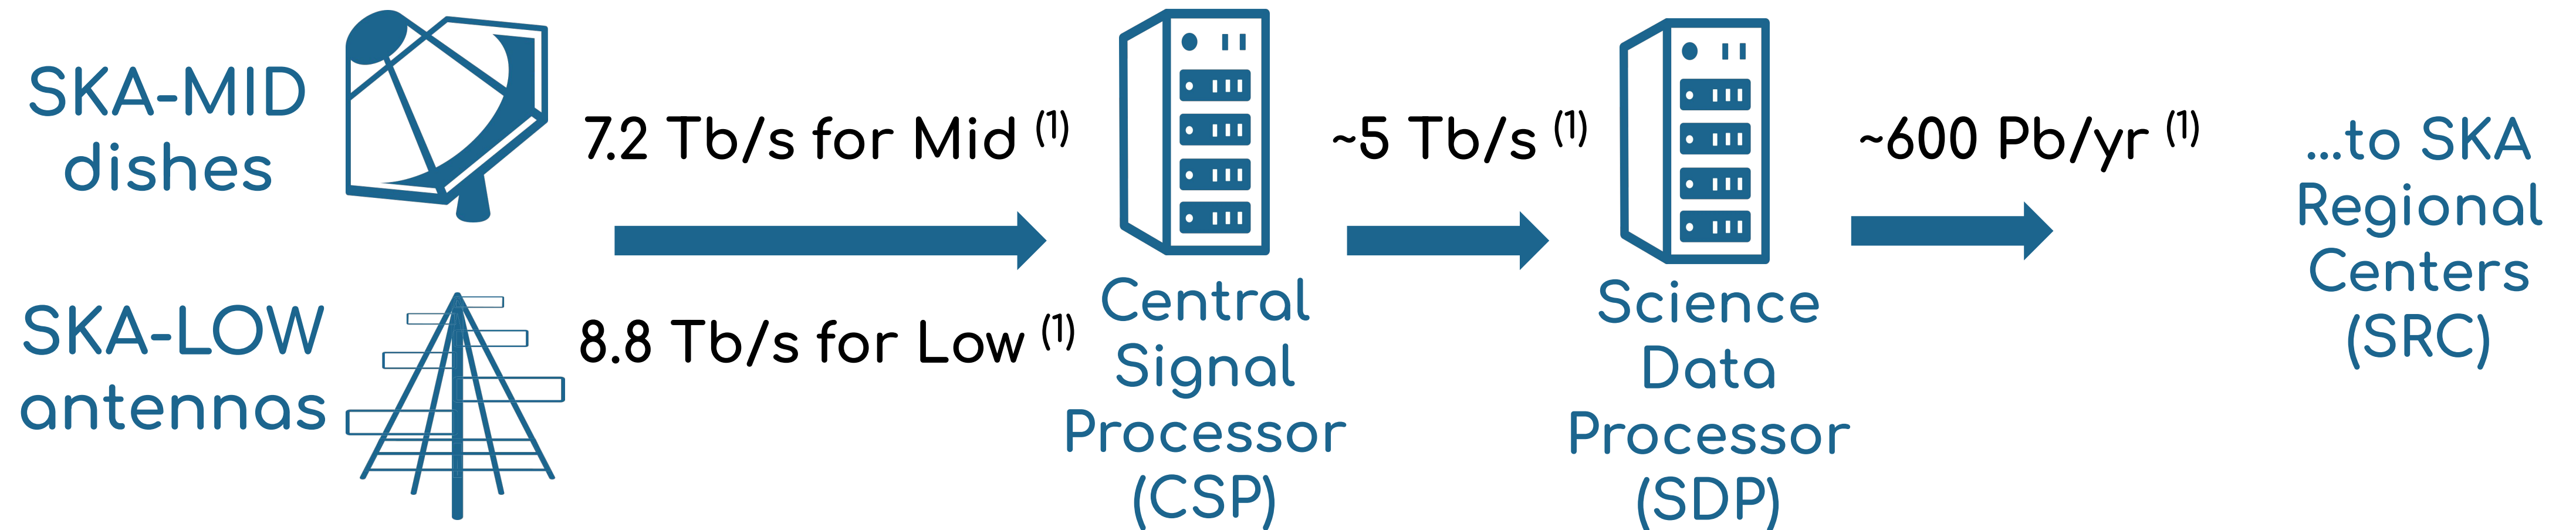 SKA-MID
dishes
7.2 Tb/s for Mid (1)
~5 Tb/s (1)
~600 Pb/yr (1)
...to SKA
Regional
Centers
(SRC)
SKA-LOW
antennas
8.8 Tb/s for Low (1)
Central
Signal
Processor
(CSP)
Science
Data
Processor
(SDP)